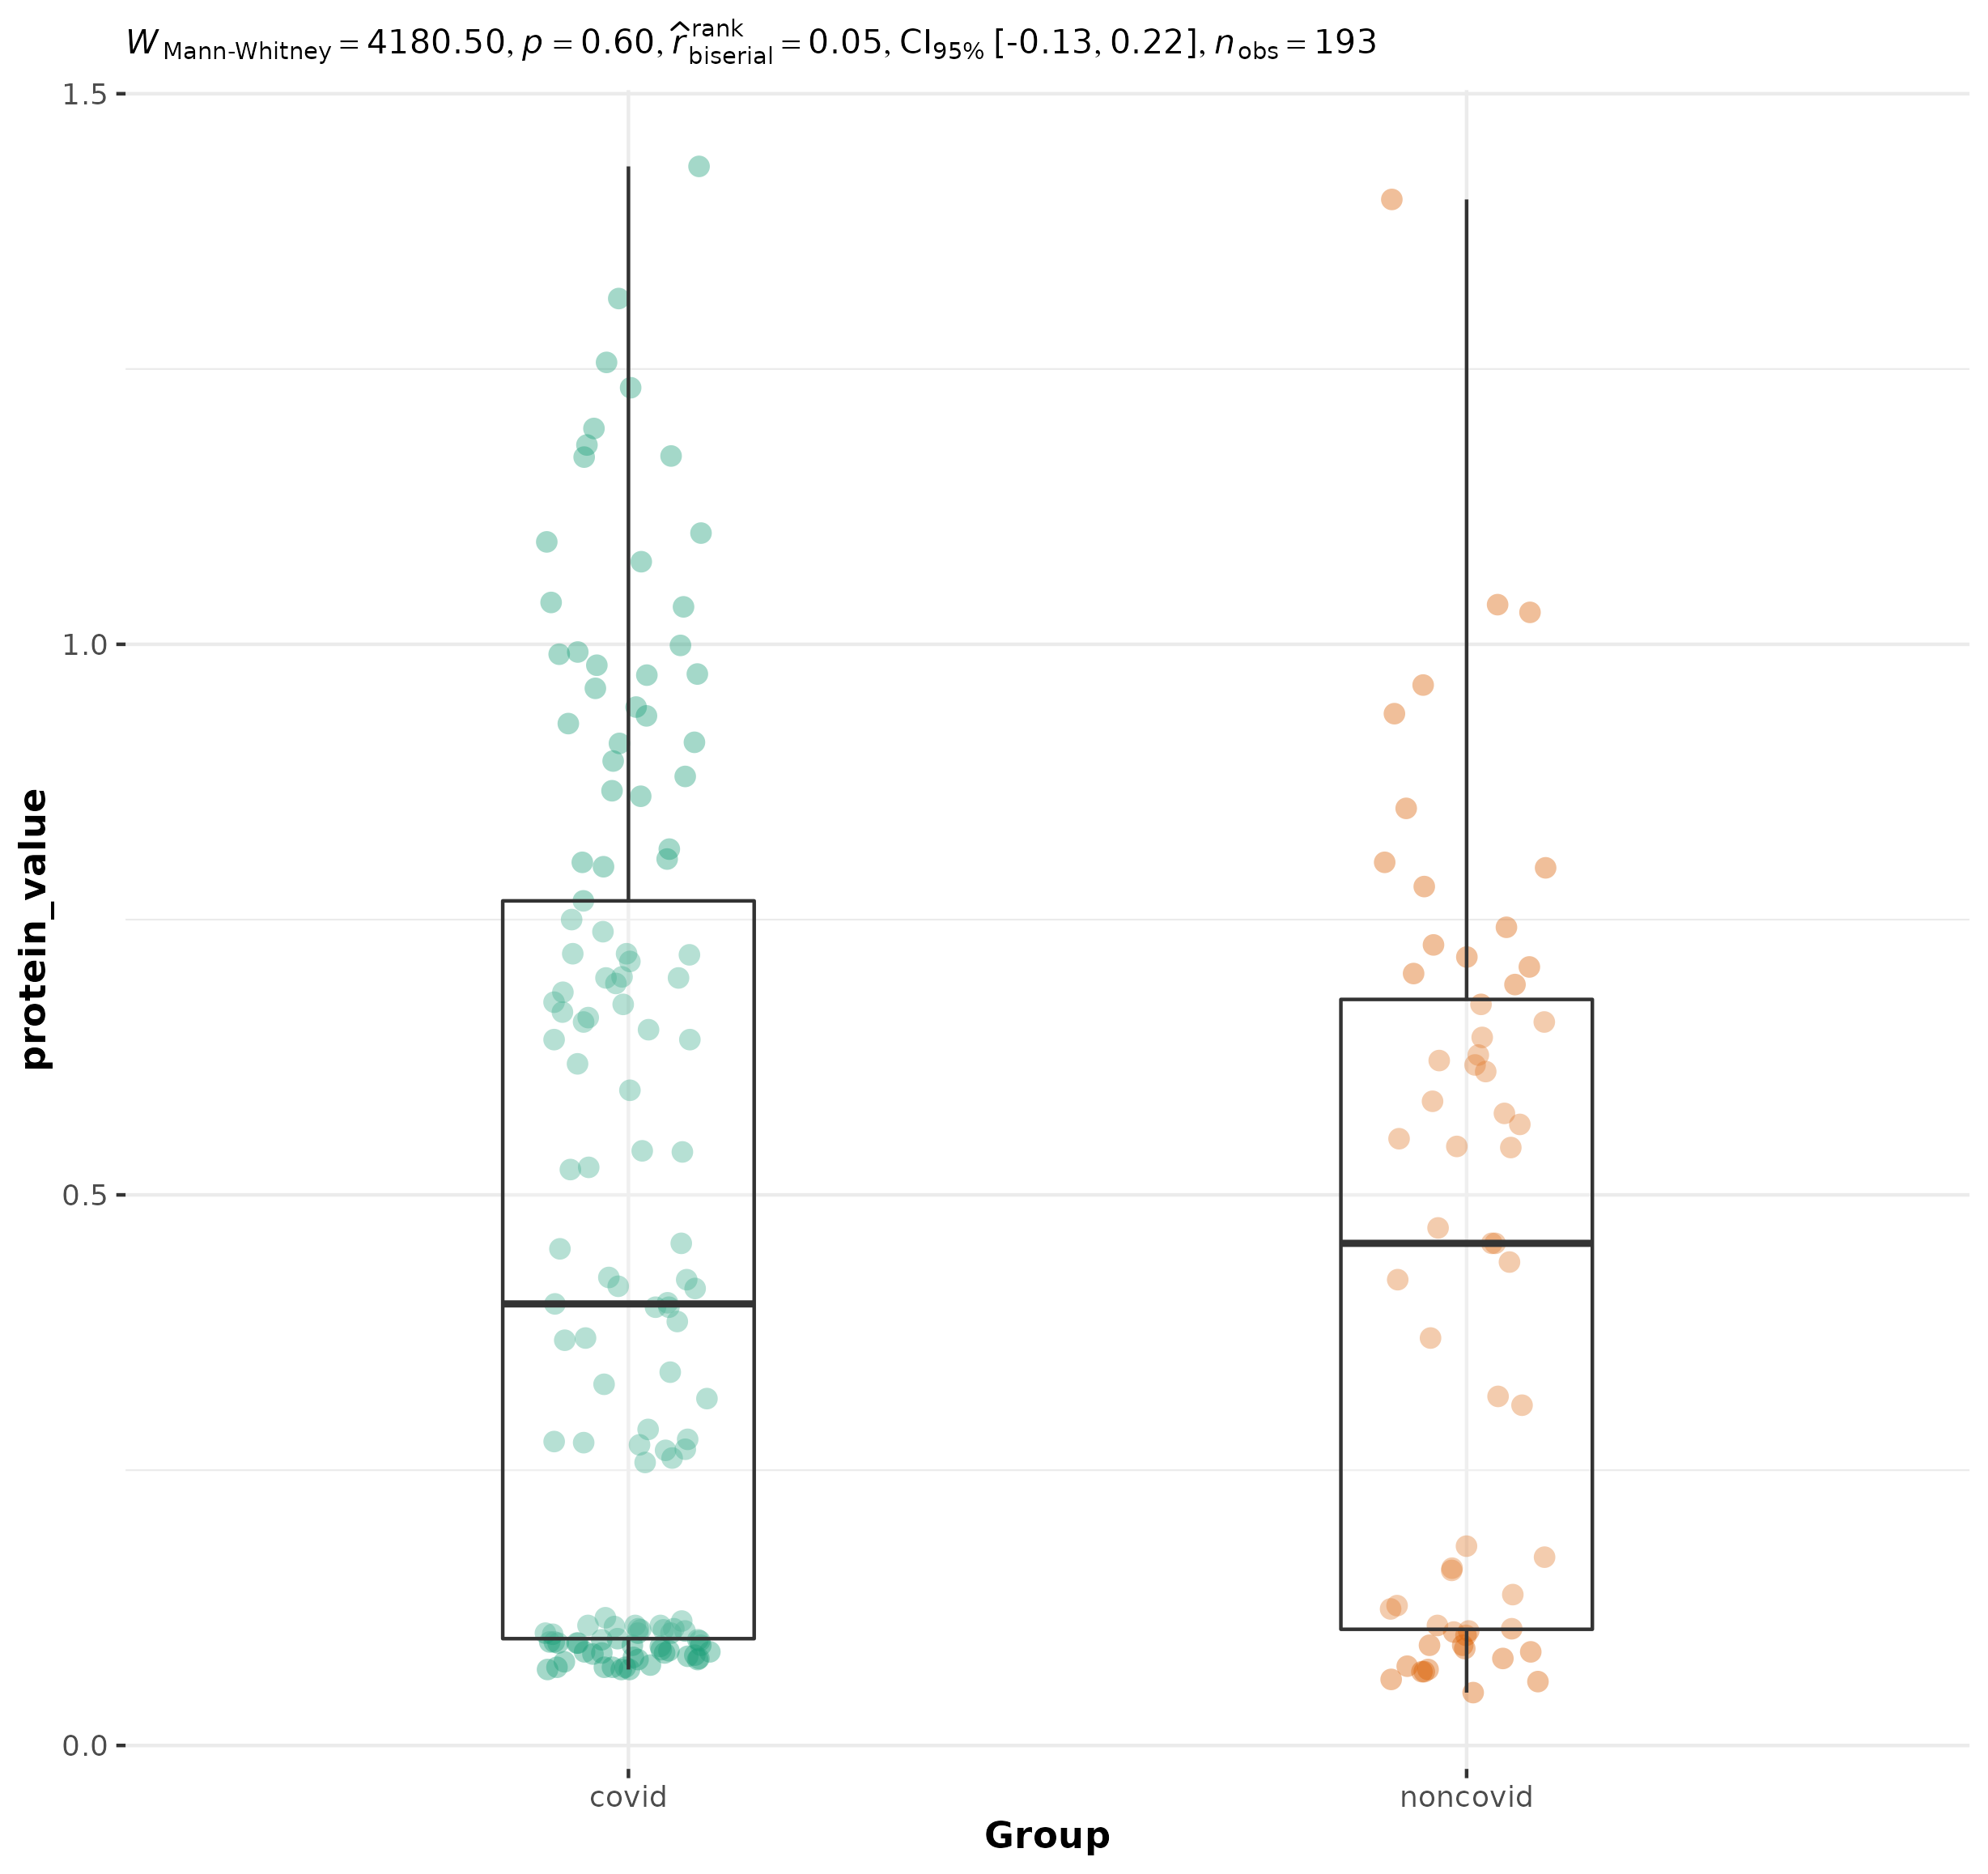 W Mann-Whitney = 4180.50, p = 0.60, r̂ rank biserial = 0.05, CI95% [-0.13, 0.22], n obs = 193
1.5
1.0
0.5
0.0
protein_value
covid noncovid
Group